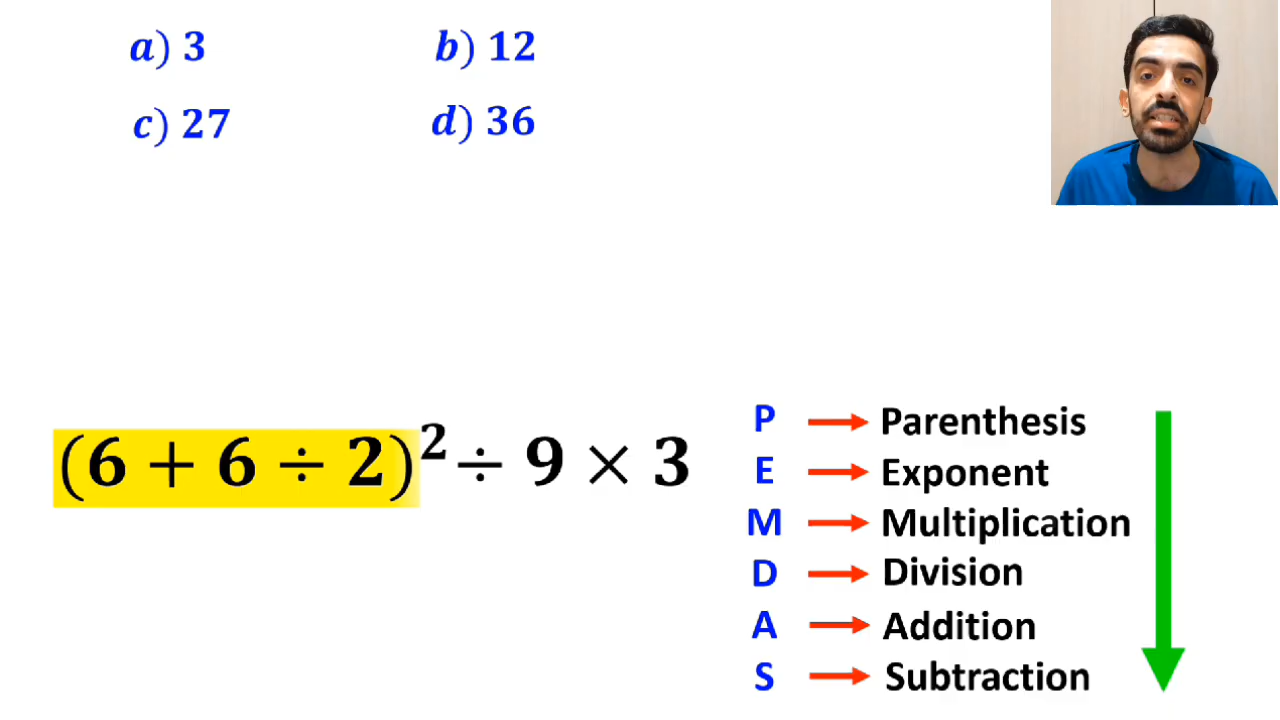 a) 3 b) 12
c) 27 d) 36
(6 + 6 ÷ 2)² ÷ 9 × 3
P → Parenthesis
E → Exponent
M → Multiplication
D → Division
A → Addition
S → Subtraction